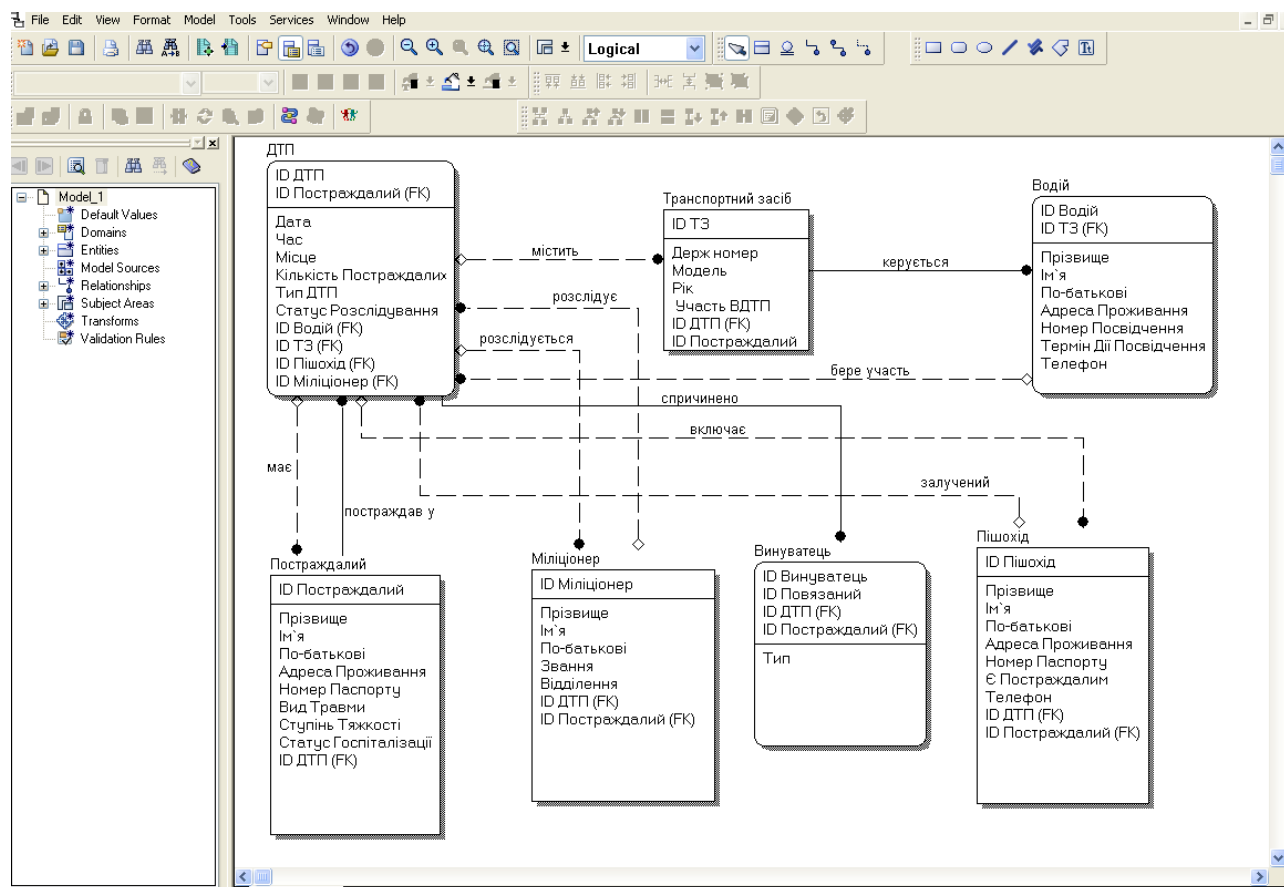 File Edit View Format Model Tools Services Window Help
Logical
Model_1
Default Values
Domains
Entities
Model Sources
Relationships
Subject Areas
Transforms
Validation Rules
ДТП
ID ДТП
ID Постраждалий (FK)
Дата
Час
Місце
Кількість Постраждалих
Тип ДТП
Статус Розслідування
ID Водій (FK)
ID ТЗ (FK)
ID Пішохід (FK)
ID Міліціонер (FK)
містить
розслідує
розслідується
Транспортний засіб
ID ТЗ
Держ номер
Модель
Рік
Участь ВДТП
ID ДТП (FK)
ID Постраждалий
керується
Водій
ID Водій
ID ТЗ (FK)
Прізвище
Ім`я
По-батькові
Адреса Проживання
Номер Посвідчення
Термін Дії Посвідчення
Телефон
бере участь
спричинено
включає
має
залучений
постраждав у
Постраждалий
ID Постраждалий
Прізвище
Ім`я
По-батькові
Адреса Проживання
Номер Паспорту
Вид Травми
Ступінь Тяжкості
Статус Госпіталізації
ID ДТП (FK)
Міліціонер
ID Міліціонер
Прізвище
Ім`я
По-батькові
Звання
Відділення
ID ДТП (FK)
ID Постраждалий (FK)
Винуватець
ID Винуватець
ID Повязаний
ID ДТП (FK)
ID Постраждалий (FK)
Тип
Пішохід
ID Пішохід
Прізвище
Ім`я
По-батькові
Адреса Проживання
Номер Паспорту
Є Постраждалим
Телефон
ID ДТП (FK)
ID Постраждалий (FK)